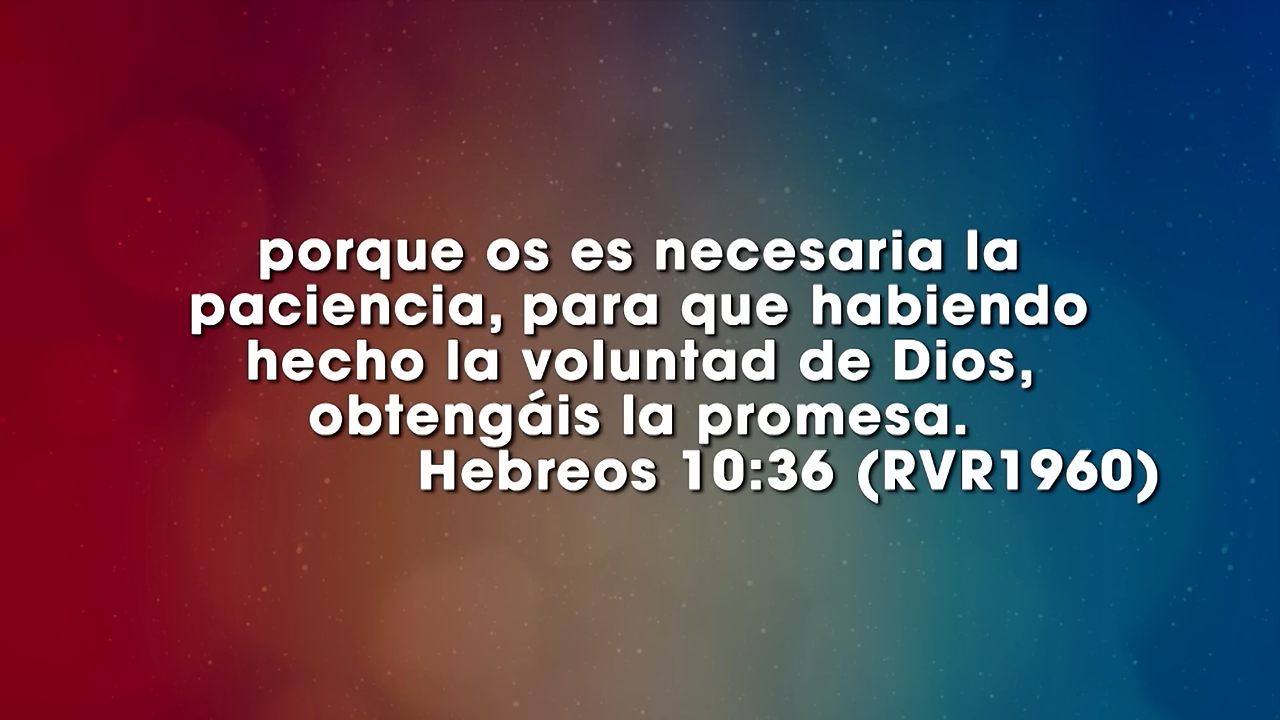 porque os es necesaria la
paciencia, para que habiendo
hecho la voluntad de Dios,
obtengáis la promesa.
Hebreos 10:36 (RVR1960)